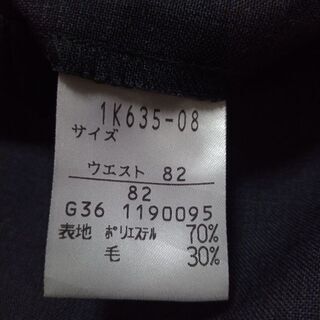 1K635-08
サイズ
ウエスト 82
82
G36 1190095
表地 ポリエステル 70%
毛 30%